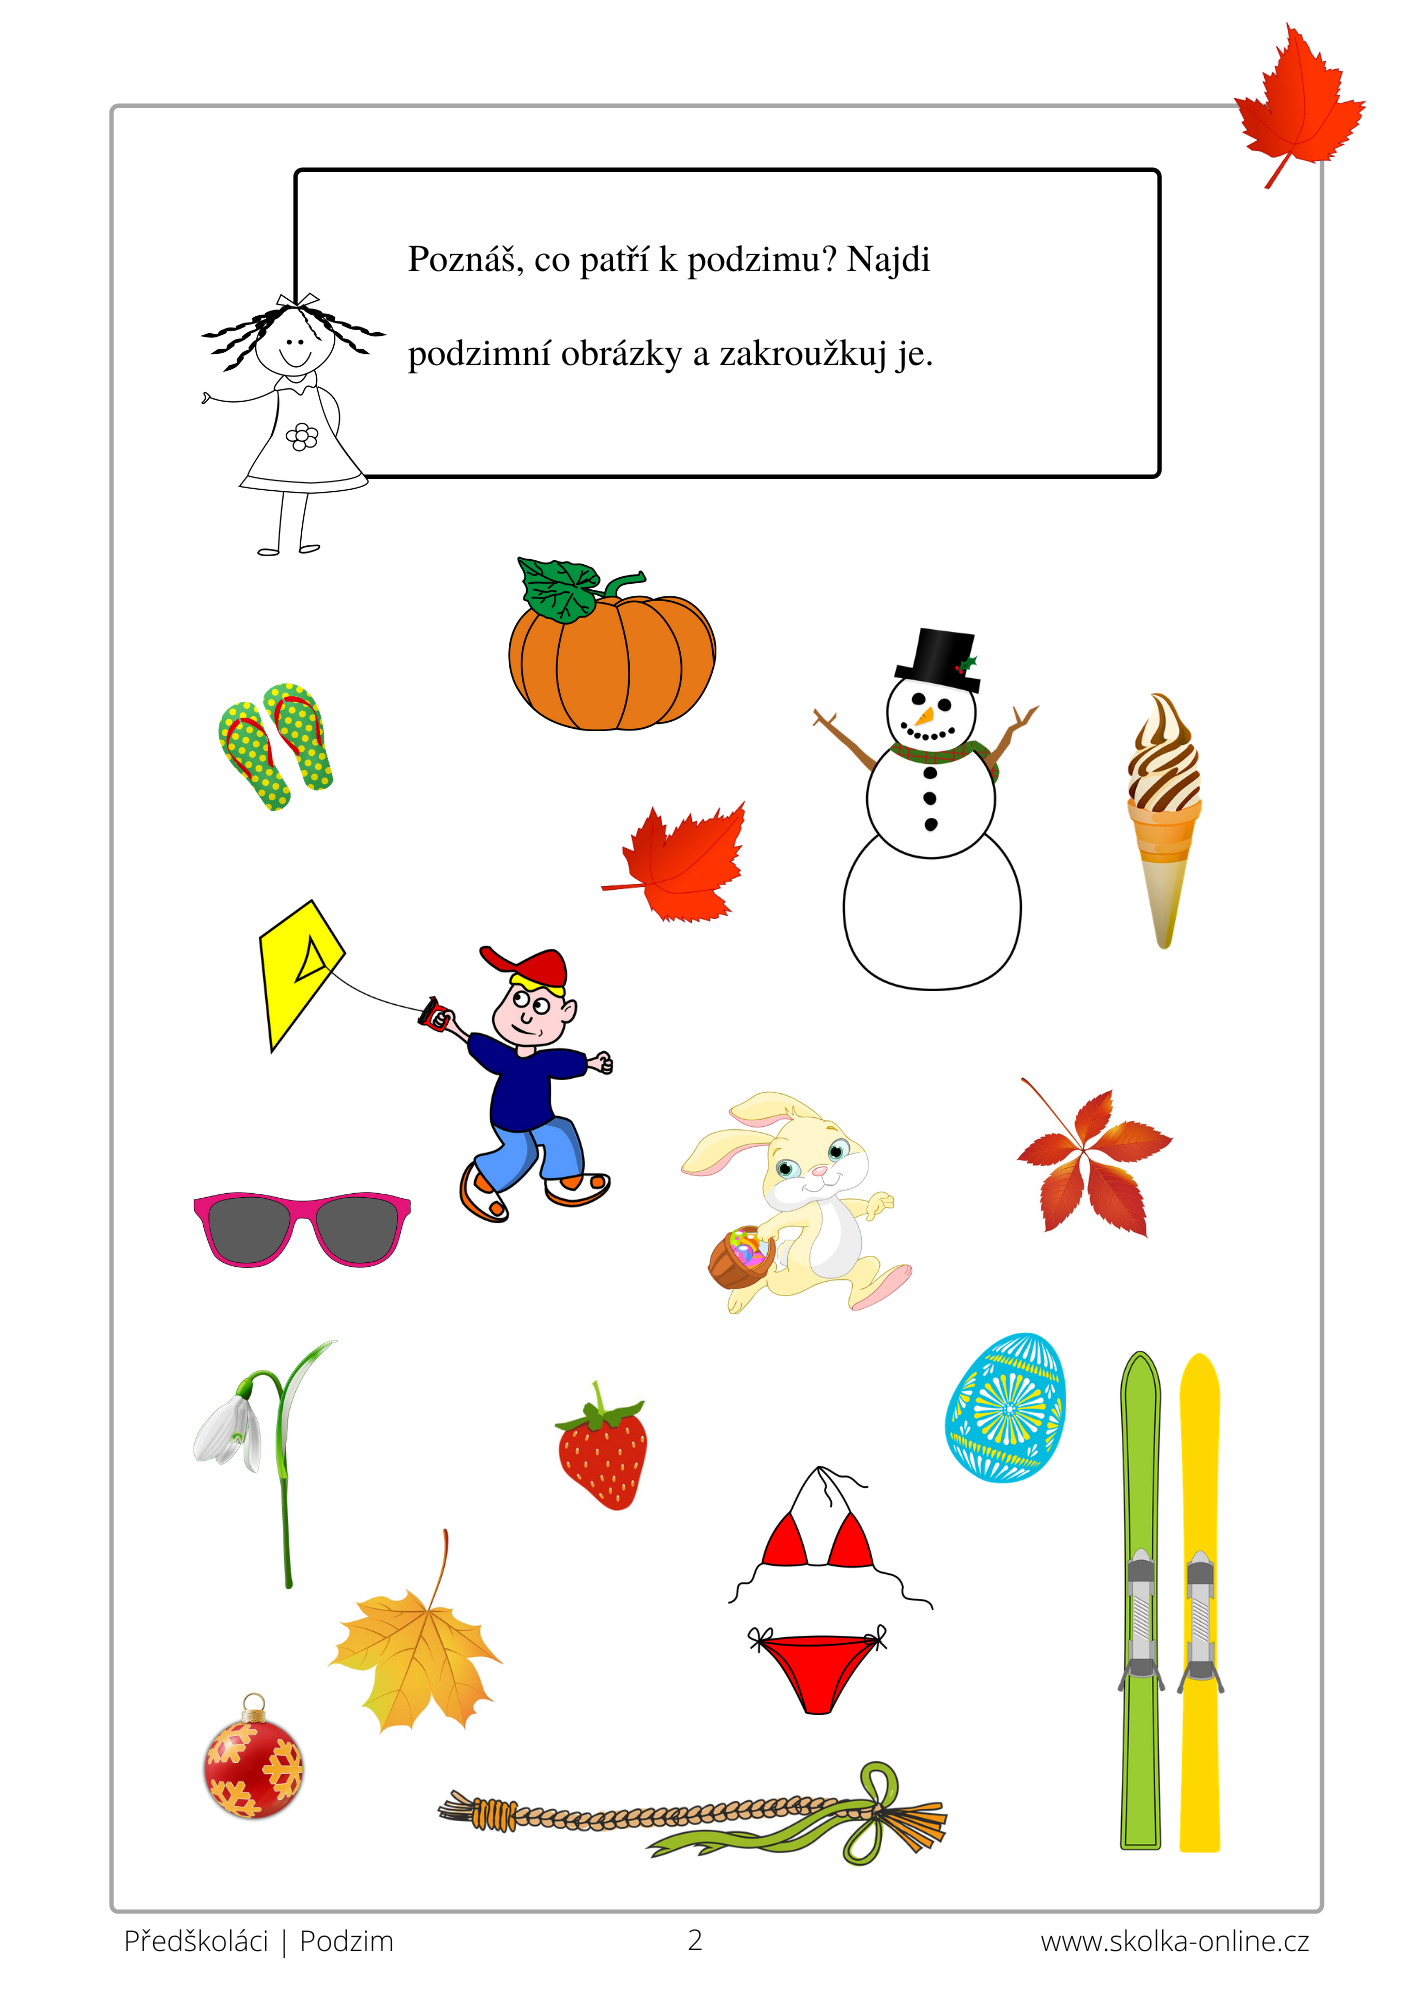 Poznáš, co patří k podzimu? Najdi
podzimní obrázky a zakroužkuj je.
Předškoláci | Podzim
2
www.skolka-online.cz